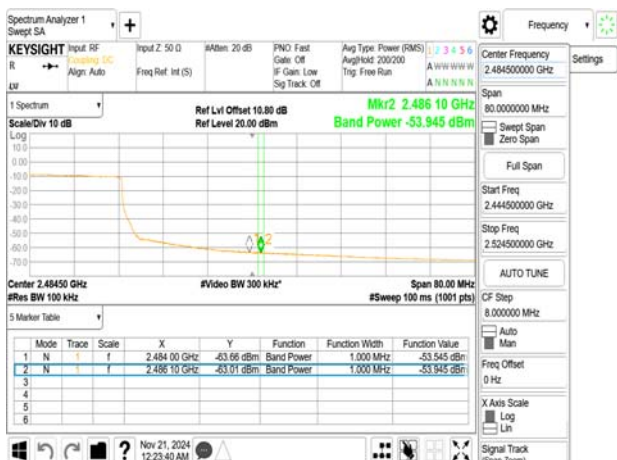 Spectrum Analyzer 1
Swept SA
Frequency
KEYSIGHT
R
Input: RF
Coupling: DC
Align: Auto
Input Z: 50 Ω
Freq Ref: Int (S)
#Atten: 20 dB
PNO: Fast
Gate: Off
IF Gain: Low
Sig Track: Off
Avg Type: Power (RMS)
Avg|Hold: 200/200
Trig: Free Run
1 2 3 4 5 6
A W W W W W
A N N N N N
1 Spectrum
Scale/Div 10 dB
Ref Lvl Offset 10.80 dB
Ref Level 20.00 dBm
Mkr2 2.486 10 GHz
Band Power -53.945 dBm
Log
10.0
0.00
-10.0
-20.0
-30.0
-40.0
-50.0
-60.0
-70.0
1 2
Center 2.48450 GHz
#Res BW 100 kHz
#Video BW 300 kHz*
Span 80.00 MHz
#Sweep 100 ms (1001 pts)
5 Marker Table
Mode Trace Scale X Y Function Function Width Function Value
1 N 1 f 2.484 00 GHz -63.66 dBm Band Power 1.000 MHz -53.545 dBm
2 N 1 f 2.486 10 GHz -63.01 dBm Band Power 1.000 MHz -53.945 dBm
3
4
5
6
Nov 21, 2024
12:23:40 AM
Center Frequency
2.484500000 GHz
Settings
Span
80.0000000 MHz
Swept Span
Zero Span
Full Span
Start Freq
2.444500000 GHz
Stop Freq
2.524500000 GHz
AUTO TUNE
CF Step
8.000000 MHz
Auto
Man
Freq Offset
0 Hz
X Axis Scale
Log
Lin
Signal Track